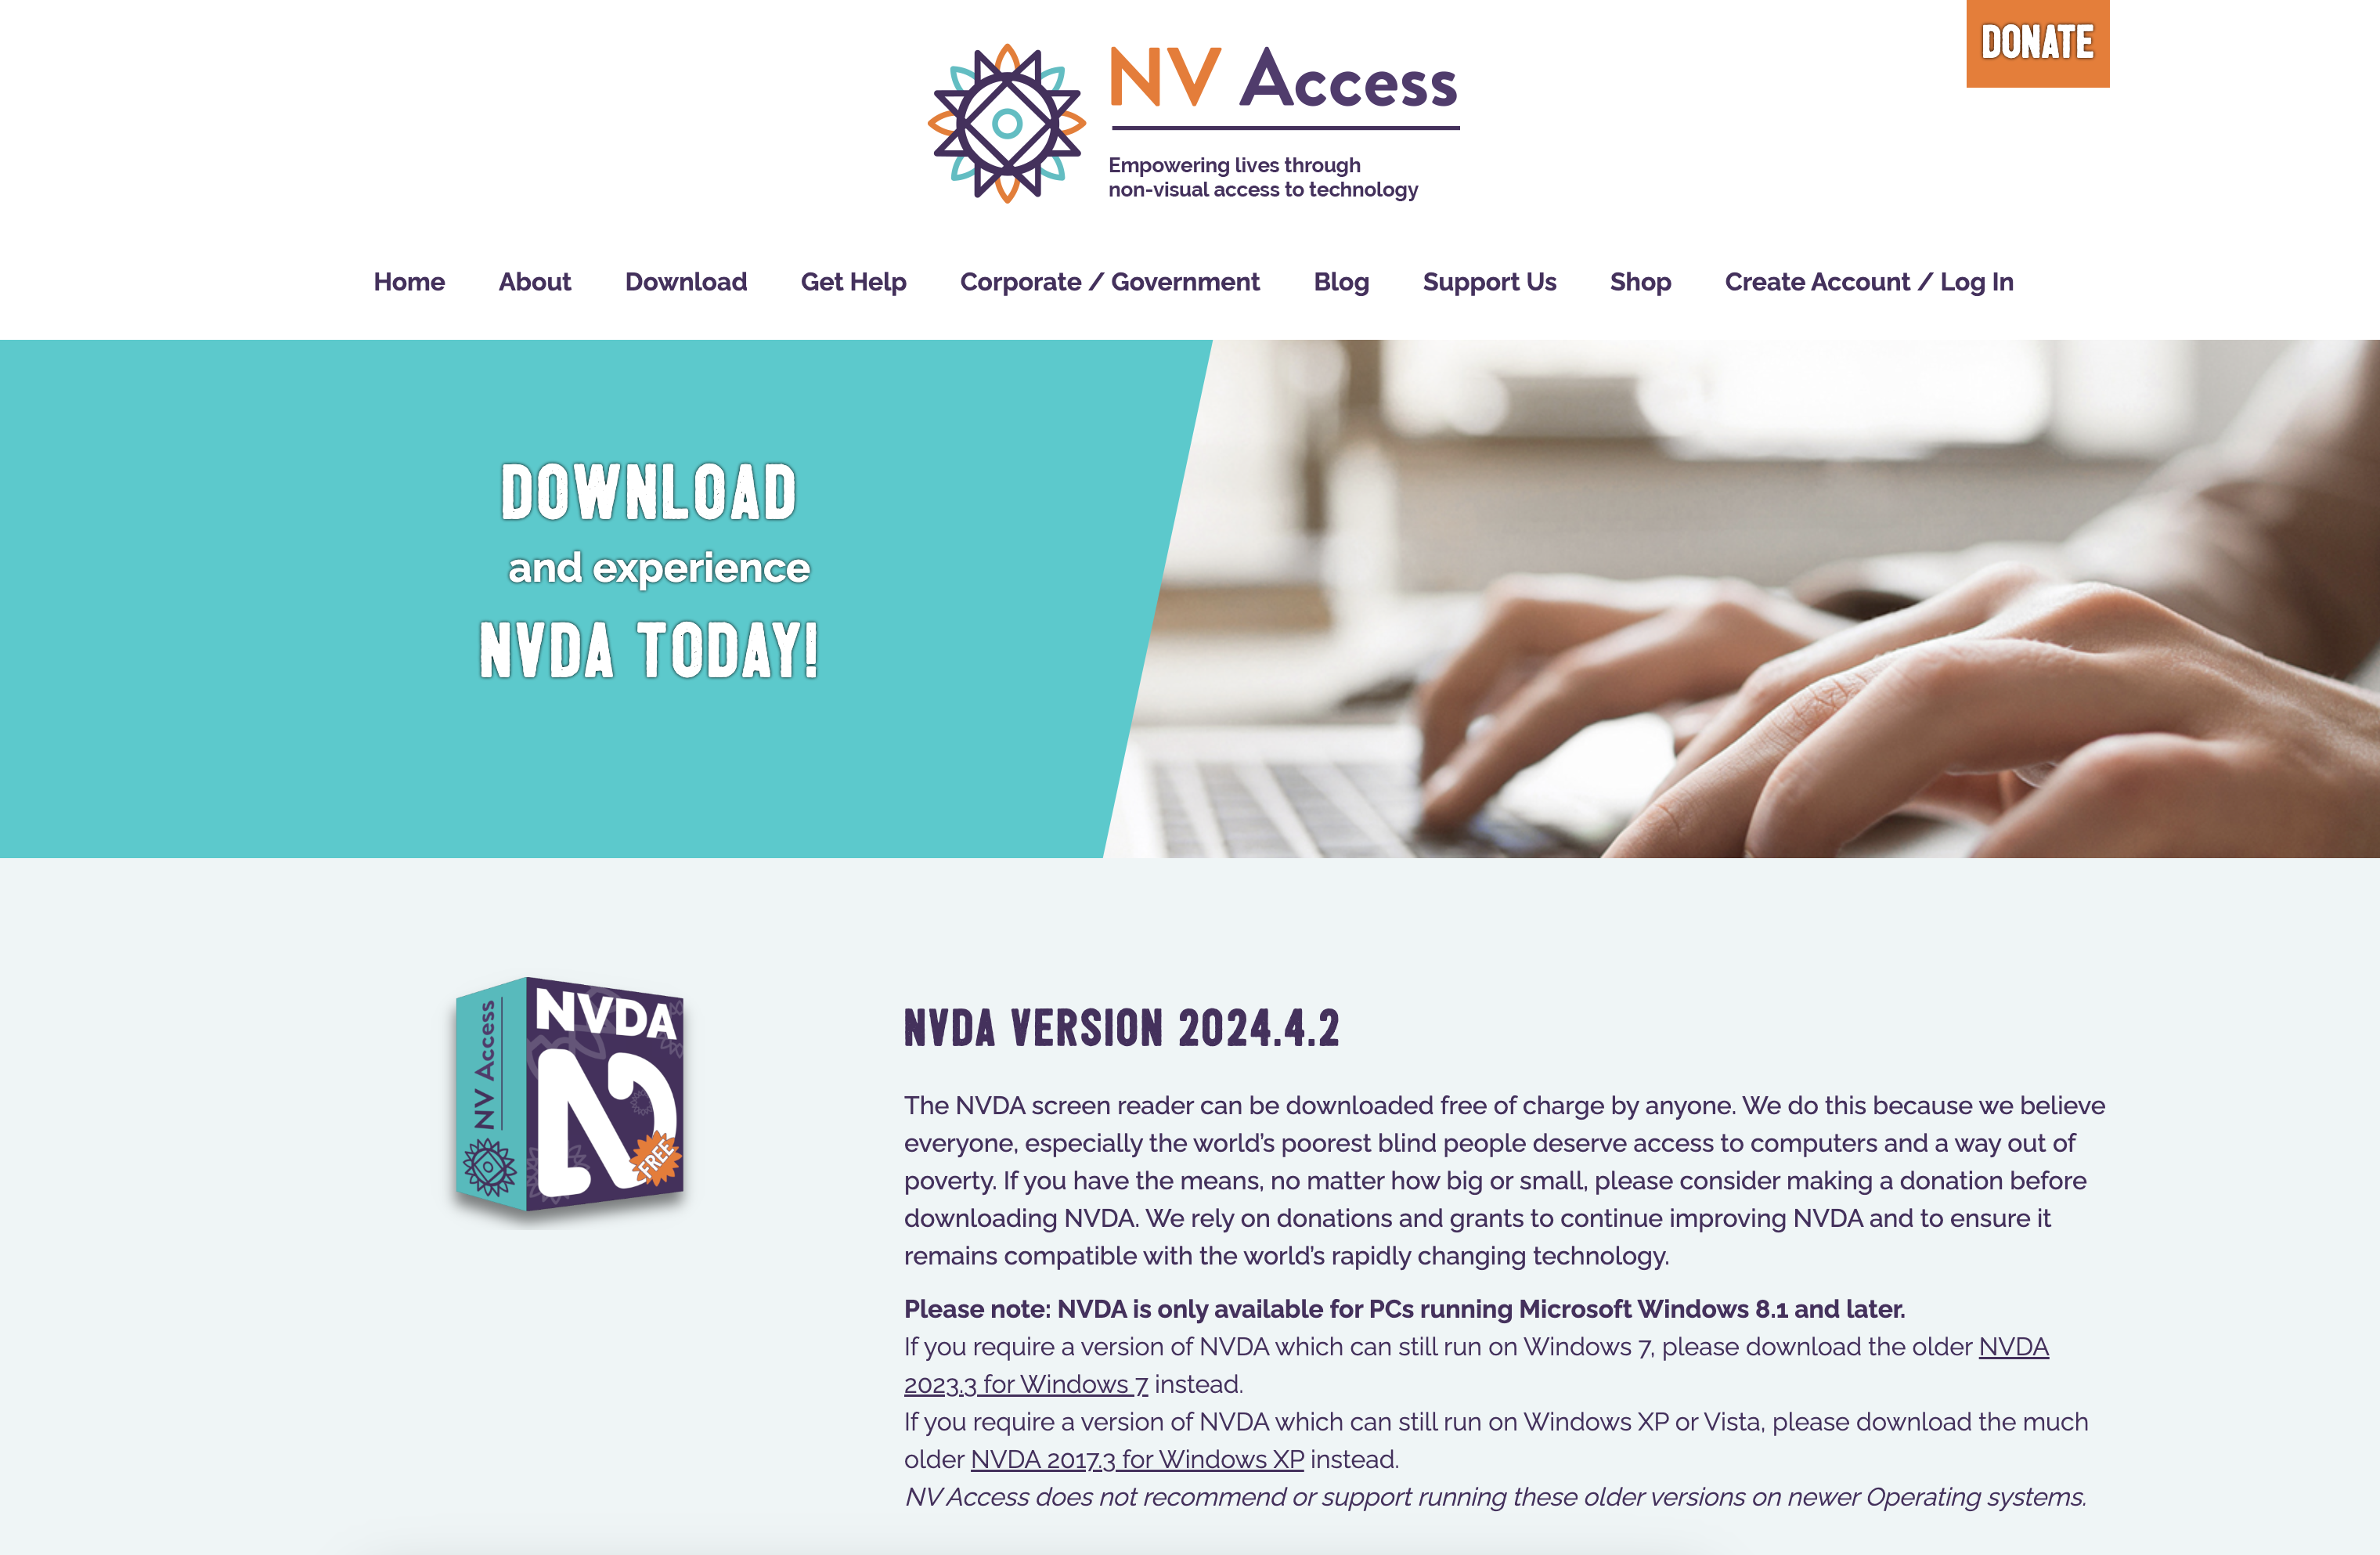 DONATE
NV Access
Empowering lives through
non-visual access to technology
Home About Download Get Help Corporate / Government Blog Support Us Shop Create Account / Log In
DOWNLOAD
and experience
NVDA TODAY!
NV Access
NVDA
FREE
NVDA VERSION 2024.4.2
The NVDA screen reader can be downloaded free of charge by anyone. We do this because we believe
everyone, especially the world's poorest blind people deserve access to computers and a way out of
poverty. If you have the means, no matter how big or small, please consider making a donation before
downloading NVDA. We rely on donations and grants to continue improving NVDA and to ensure it
remains compatible with the world's rapidly changing technology.
Please note: NVDA is only available for PCs running Microsoft Windows 8.1 and later.
If you require a version of NVDA which can still run on Windows 7, please download the older NVDA
2023.3 for Windows 7 instead.
If you require a version of NVDA which can still run on Windows XP or Vista, please download the much
older NVDA 2017.3 for Windows XP instead.
NV Access does not recommend or support running these older versions on newer Operating systems.